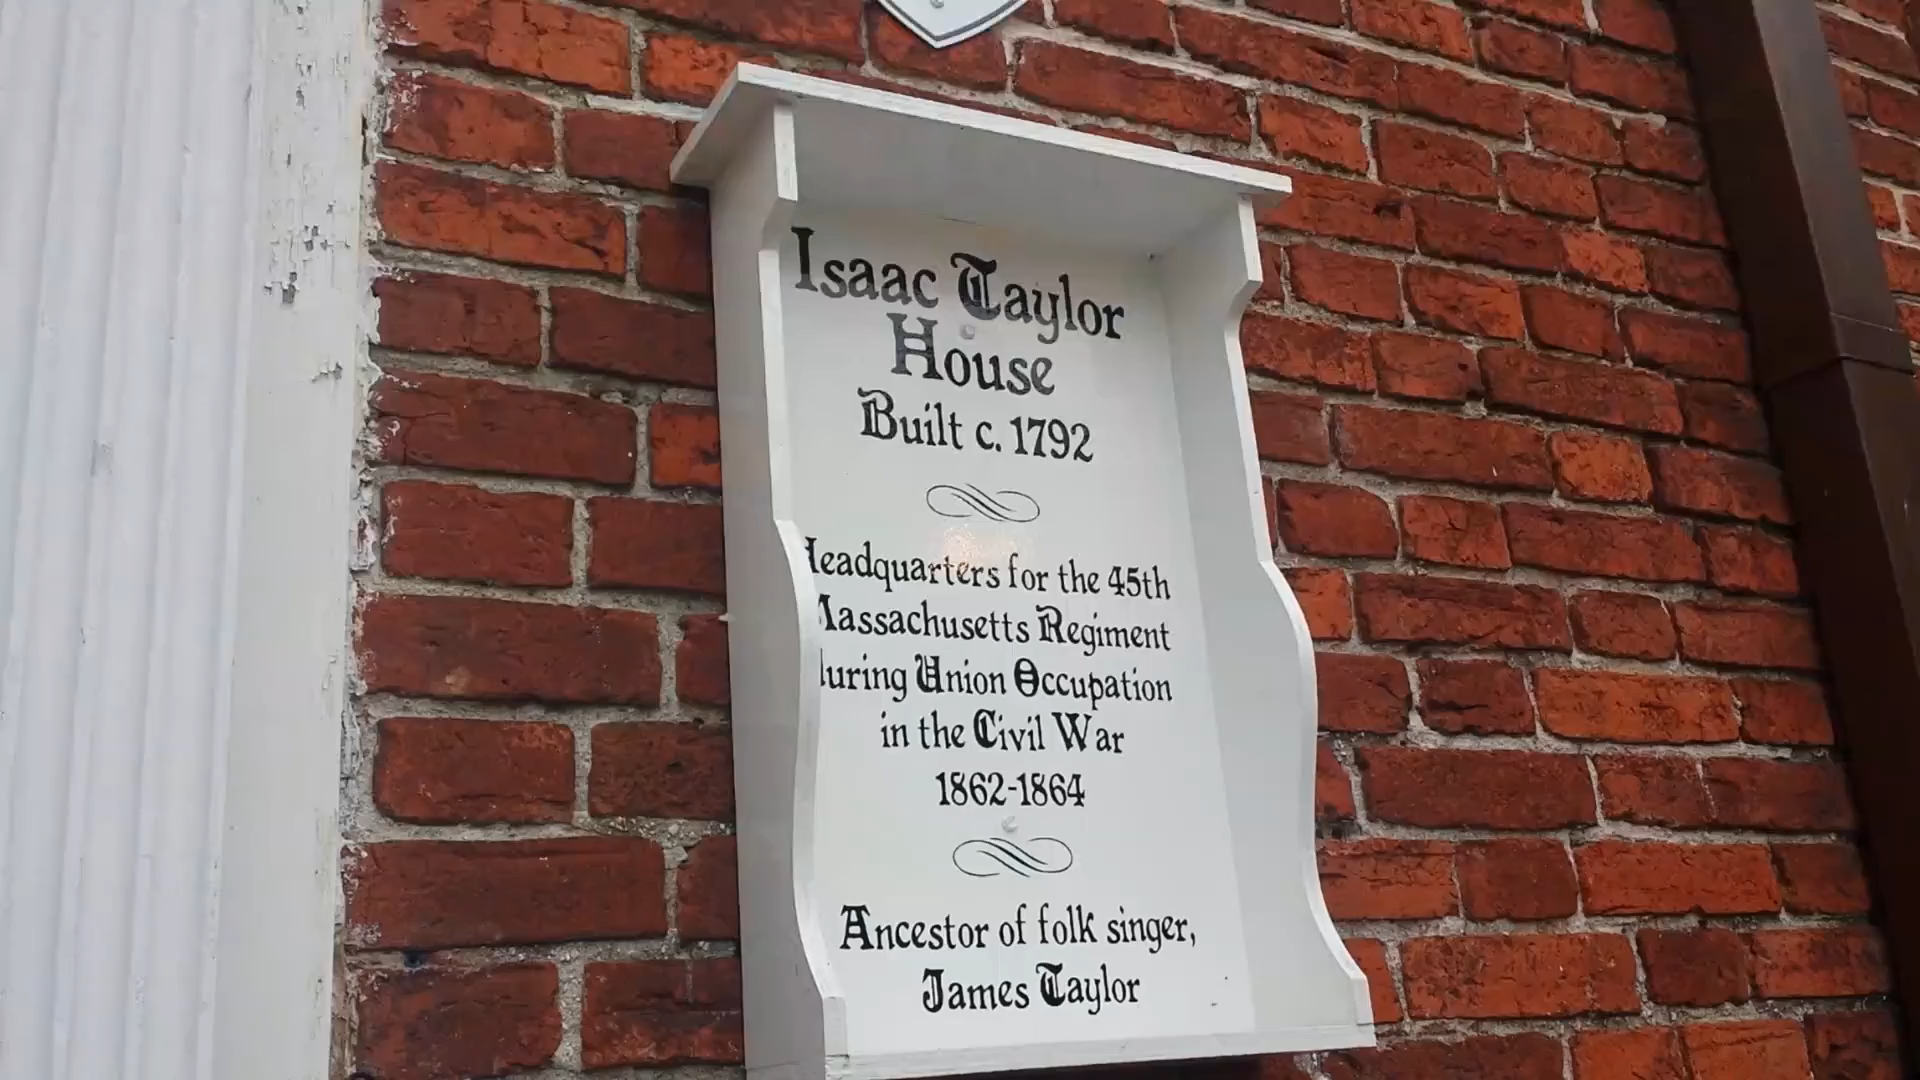 Isaac Taylor
House
Built c. 1792
Headquarters for the 45th
Massachusetts Regiment
during Union Occupation
in the Civil War
1862-1864
Ancestor of folk singer,
James Taylor